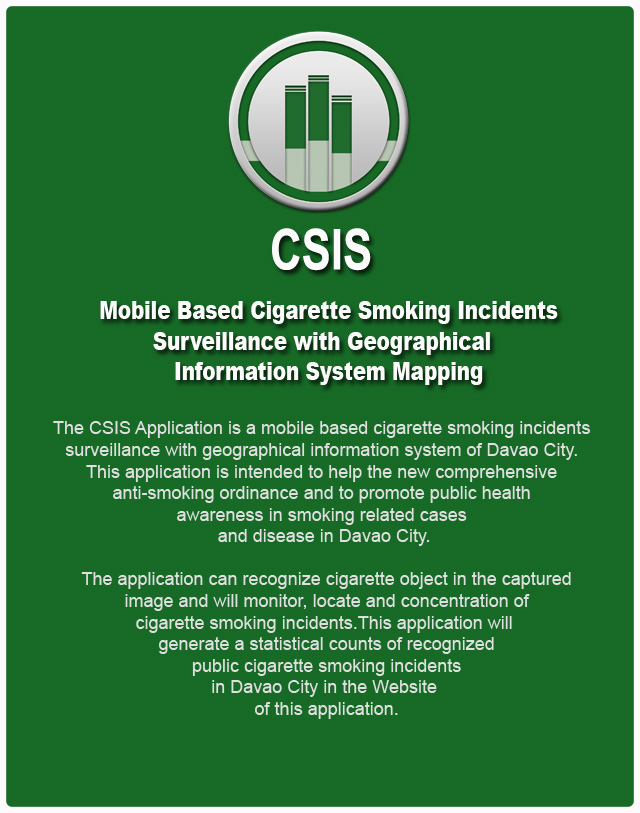 CSIS
Mobile Based Cigarette Smoking Incidents
Surveillance with Geographical
Information System Mapping
The CSIS Application is a mobile based cigarette smoking incidents
surveillance with geographical information system of Davao City.
This application is intended to help the new comprehensive
anti-smoking ordinance and to promote public health
awareness in smoking related cases
and disease in Davao City.
The application can recognize cigarette object in the captured
image and will monitor, locate and concentration of
cigarette smoking incidents.This application will
generate a statistical counts of recognized
public cigarette smoking incidents
in Davao City in the Website
of this application.